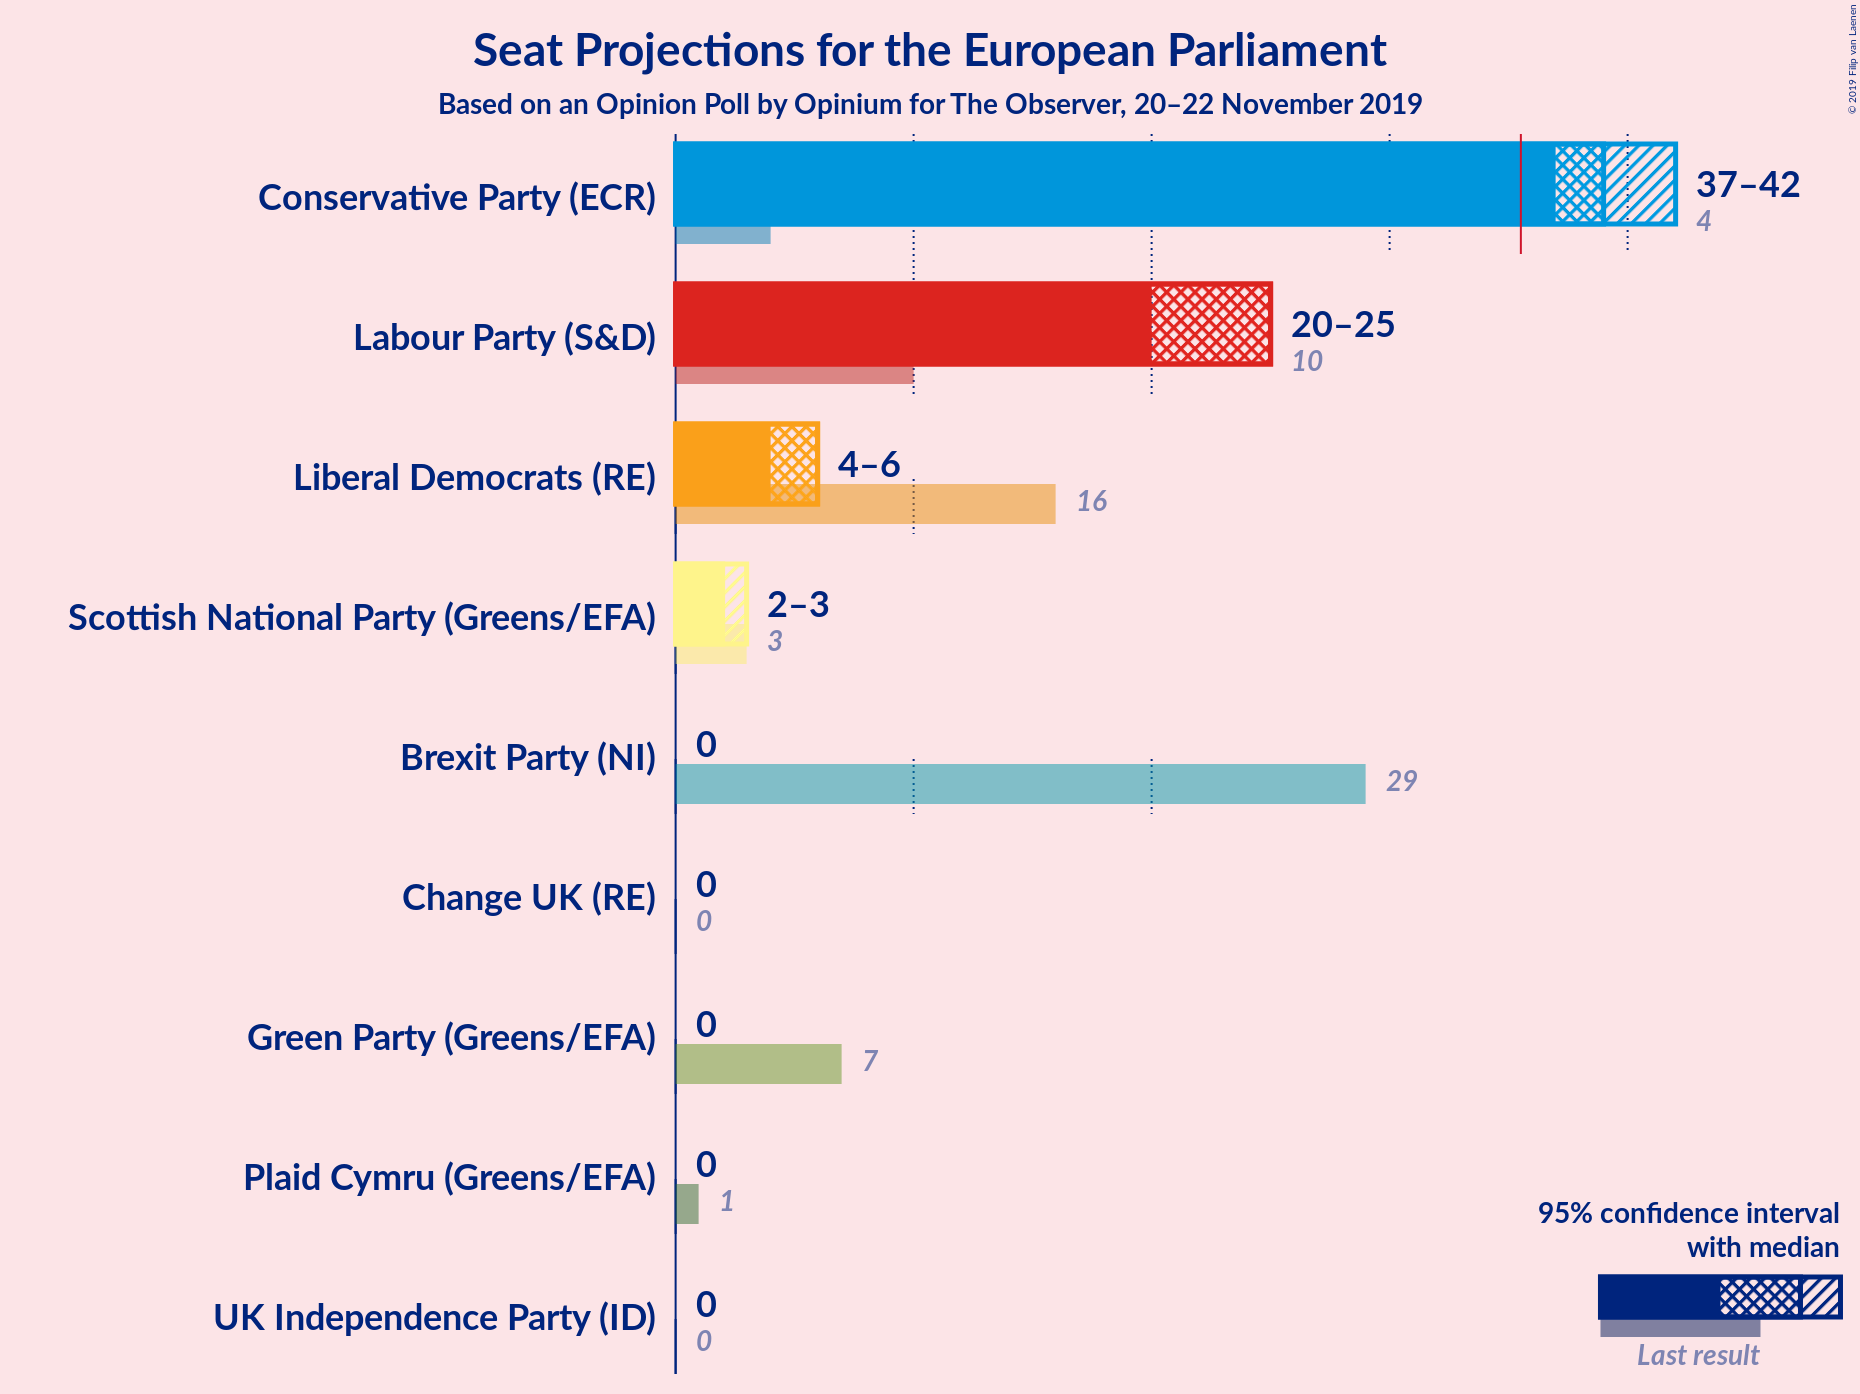 Seat Projections for the European Parliament
Based on an Opinion Poll by Opinium for The Observer, 20–22 November 2019
© 2019 Filip van Laenen
Conservative Party (ECR)
37–42
4
Labour Party (S&D)
20–25
10
Liberal Democrats (RE)
4–6
16
Scottish National Party (Greens/EFA)
2–3
3
Brexit Party (NI)
0
29
Change UK (RE)
0
0
Green Party (Greens/EFA)
0
7
Plaid Cymru (Greens/EFA)
0
1
UK Independence Party (ID)
0
0
95% confidence interval
with median
Last result